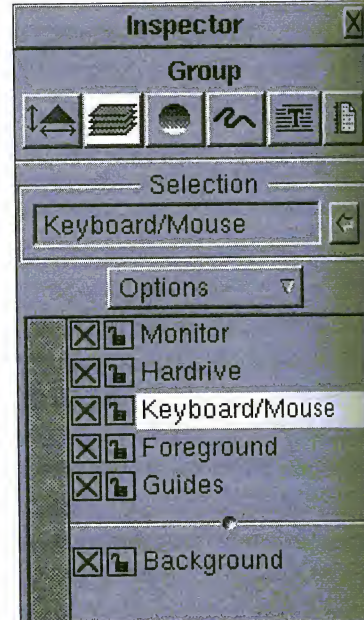 Inspector
Group
Selection
Keyboard/Mouse
Options
Monitor
Hardrive
Keyboard/Mouse
Foreground
Guides
Background